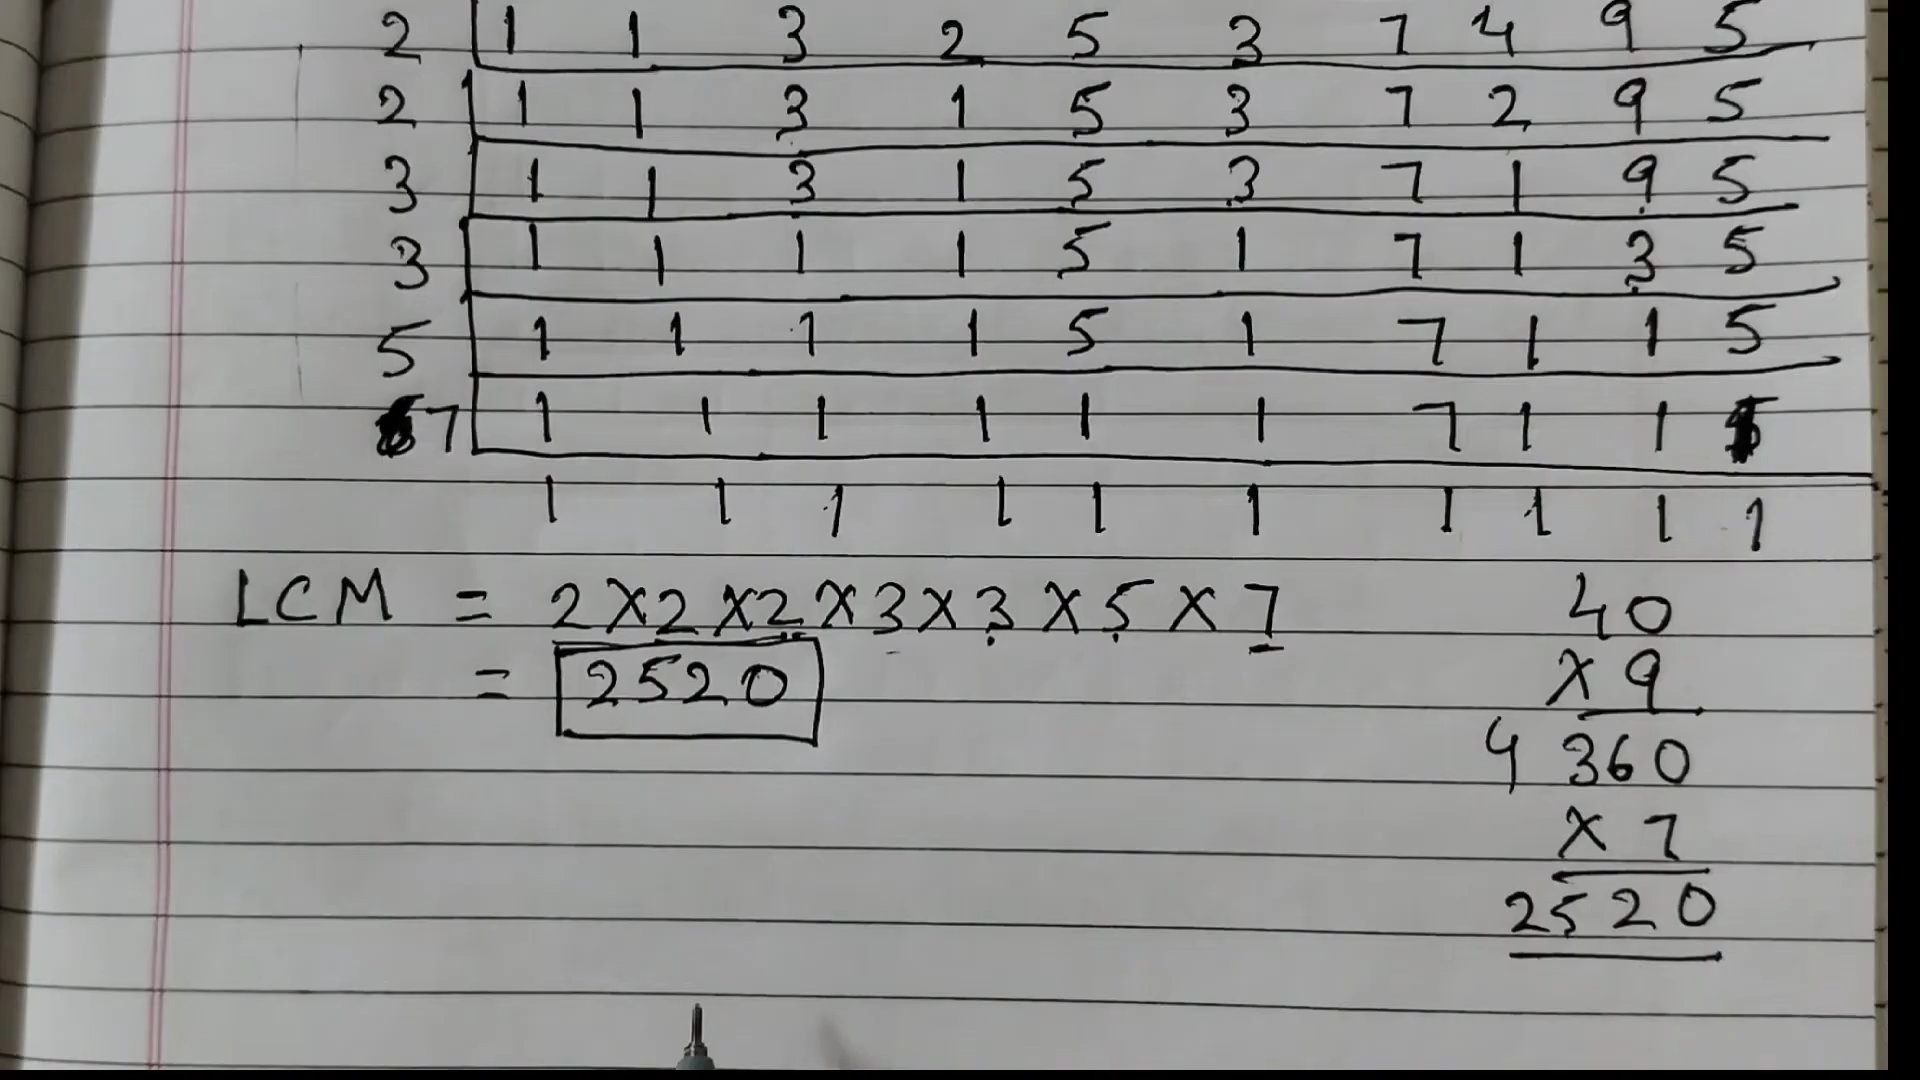 2 1 1 3 2 5 3 7 4 9 5
2 1 1 3 1 5 3 7 2 9 5
3 1 1 3 1 5 3 7 1 9 5
3 1 1 1 1 5 1 7 1 3 5
5 1 1 1 1 5 1 7 1 1 5
7 1 1 1 1 1 1 7 1 1
1 1 1 1 1 1 1 1 1 1
LCM = 2 X 2 X 2 X 3 X 3 X 5 X 7
= 2520
40
X 9
4 360
X 7
2520